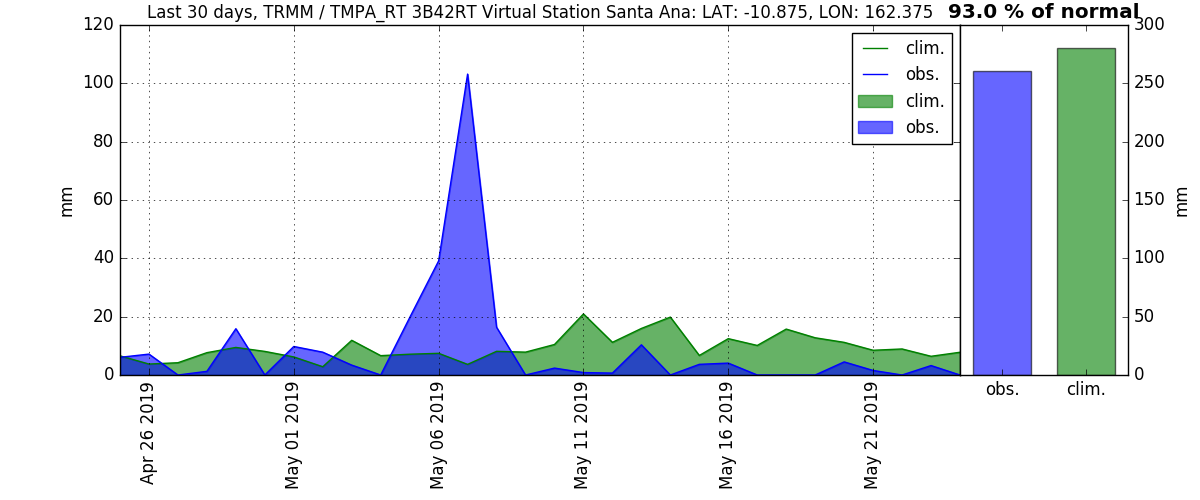 Last 30 days, TRMM / TMPA_RT 3B42RT Virtual Station Santa Ana: LAT: -10.875, LON: 162.375
93.0 % of normal
120
100
80
60
40
20
0
mm
clim.
obs.
clim.
obs.
Apr 26 2019
May 01 2019
May 06 2019
May 11 2019
May 16 2019
May 21 2019
300
250
200
150
100
50
0
mm
obs.
clim.